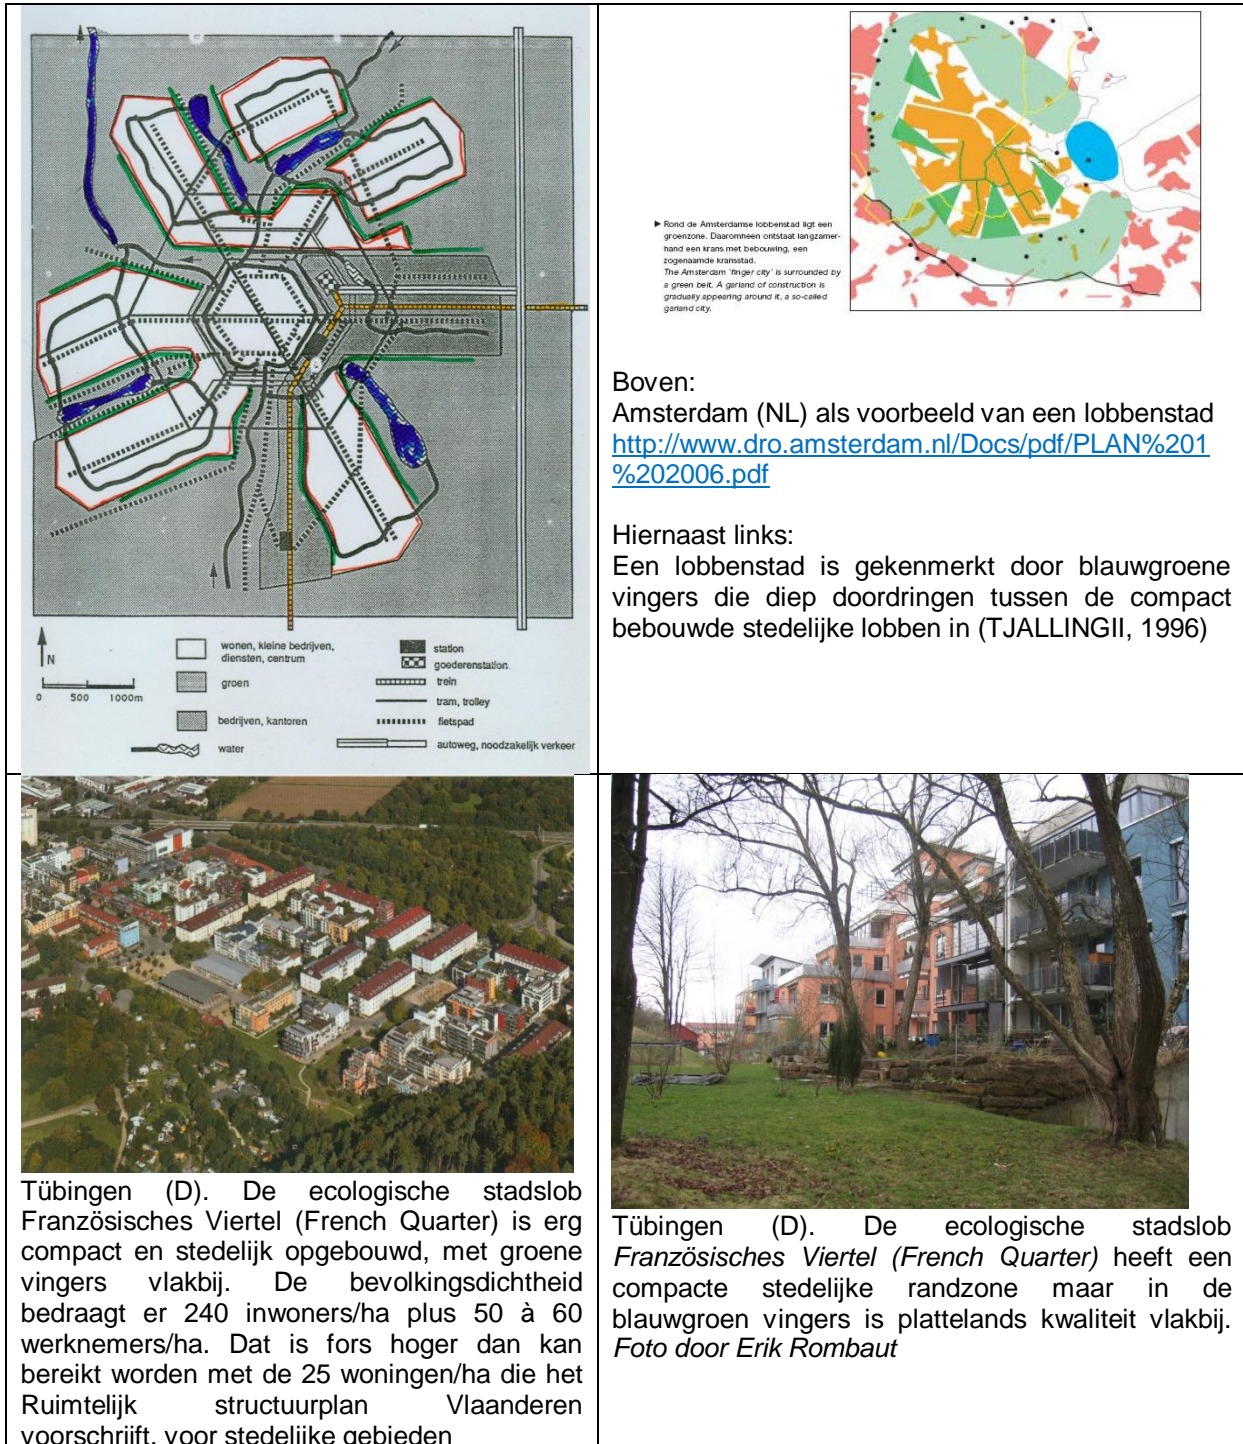 N
0 500 1000m
wonen, kleine bedrijven,
diensten, centrum
groen
bedrijven, kantoren
water
station
goederenstation
trein
tram, trolley
fietspad
autoweg, noodzakelijk verkeer
► Rond de Amsterdamse lobbenstad ligt een
groenzone. Daaromheen ontstaat langzamer-
hand een krans met bebouwing, een
zogenaamde kransstad.
The Amsterdam 'finger city' is surrounded by
a green belt. A garland of construction is
gradually appearing around it, a so-called
garland city.
Boven:
Amsterdam (NL) als voorbeeld van een lobbenstad
http://www.dro.amsterdam.nl/Docs/pdf/PLAN%201
%202006.pdf
Hiernaast links:
Een lobbenstad is gekenmerkt door blauwgroene
vingers die diep doordringen tussen de compact
bebouwde stedelijke lobben in (TJALLINGII, 1996)
Tübingen (D). De ecologische stadslob
Französisches Viertel (French Quarter) is erg
compact en stedelijk opgebouwd, met groene
vingers vlakbij. De bevolkingsdichtheid
bedraagt er 240 inwoners/ha plus 50 à 60
werknemers/ha. Dat is fors hoger dan kan
bereikt worden met de 25 woningen/ha die het
Ruimtelijk structuurplan Vlaanderen
voorschrijft, voor stedelijke gebieden
Tübingen (D). De ecologische stadslob
Französisches Viertel (French Quarter) heeft een
compacte stedelijke randzone maar in de
blauwgroen vingers is plattelands kwaliteit vlakbij.
Foto door Erik Rombaut